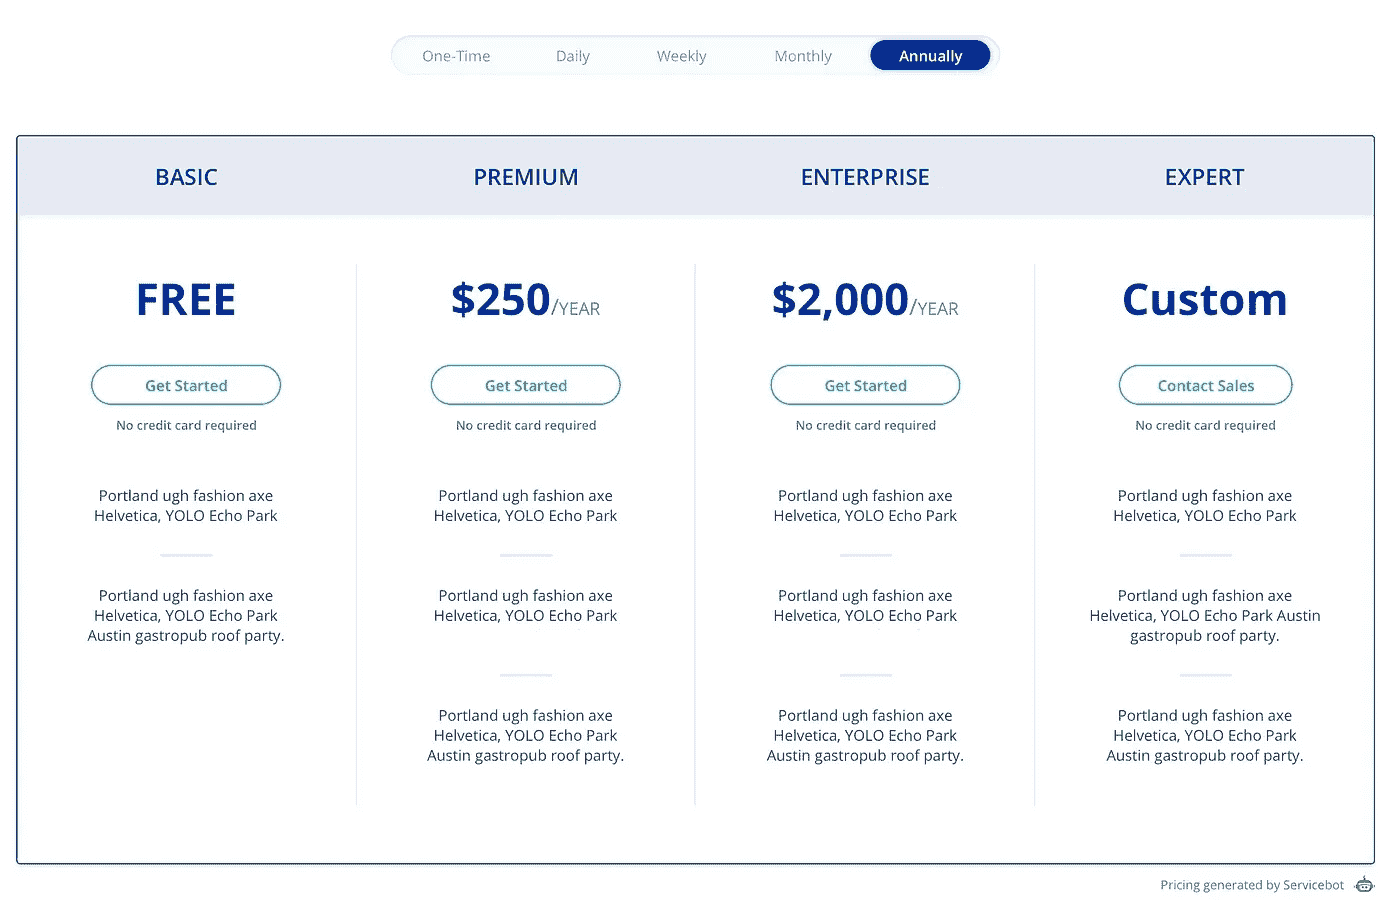 One-Time Daily Weekly Monthly Annually
BASIC PREMIUM ENTERPRISE EXPERT
FREE $250/YEAR $2,000/YEAR Custom
Get Started Get Started Get Started Contact Sales
No credit card required No credit card required No credit card required No credit card required
Portland ugh fashion axe Portland ugh fashion axe Portland ugh fashion axe Portland ugh fashion axe
Helvetica, YOLO Echo Park Helvetica, YOLO Echo Park Helvetica, YOLO Echo Park Helvetica, YOLO Echo Park
Portland ugh fashion axe Portland ugh fashion axe Portland ugh fashion axe Portland ugh fashion axe
Helvetica, YOLO Echo Park Helvetica, YOLO Echo Park Helvetica, YOLO Echo Park Helvetica, YOLO Echo Park Austin
Austin gastropub roof party. gastropub roof party.
Portland ugh fashion axe Portland ugh fashion axe Portland ugh fashion axe
Helvetica, YOLO Echo Park Helvetica, YOLO Echo Park Helvetica, YOLO Echo Park
Austin gastropub roof party. Austin gastropub roof party. Austin gastropub roof party.
Pricing generated by Servicebot